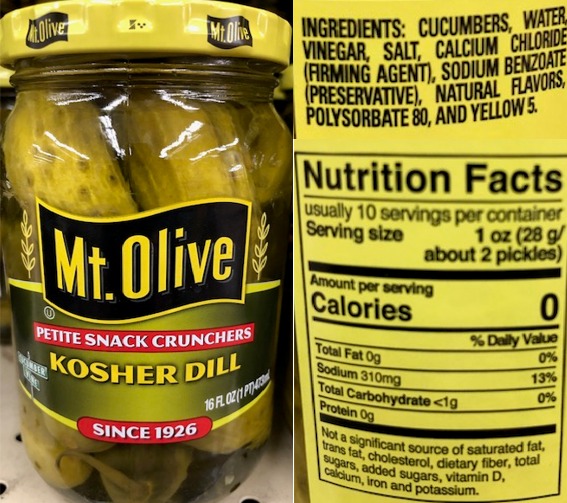 Mt.Olive
Mt.Olive
Mt. Olive
PETITE SNACK CRUNCHERS
KOSHER DILL
16 FL OZ (1 PT) 473mL
SINCE 1926
INGREDIENTS: CUCUMBERS, WATER,
VINEGAR, SALT, CALCIUM CHLORIDE
(FIRMING AGENT), SODIUM BENZOATE
(PRESERVATIVE), NATURAL FLAVORS,
POLYSORBATE 80, AND YELLOW 5.
Nutrition Facts
usually 10 servings per container
Serving size 1 oz (28 g/
about 2 pickles)
Amount per serving
Calories 0
% Daily Value
Total Fat 0g 0%
Sodium 310mg 13%
Total Carbohydrate <1g 0%
Protein 0g
Not a significant source of saturated fat,
trans fat, cholesterol, dietary fiber, total
sugars, added sugars, vitamin D,
calcium, iron and potassium.